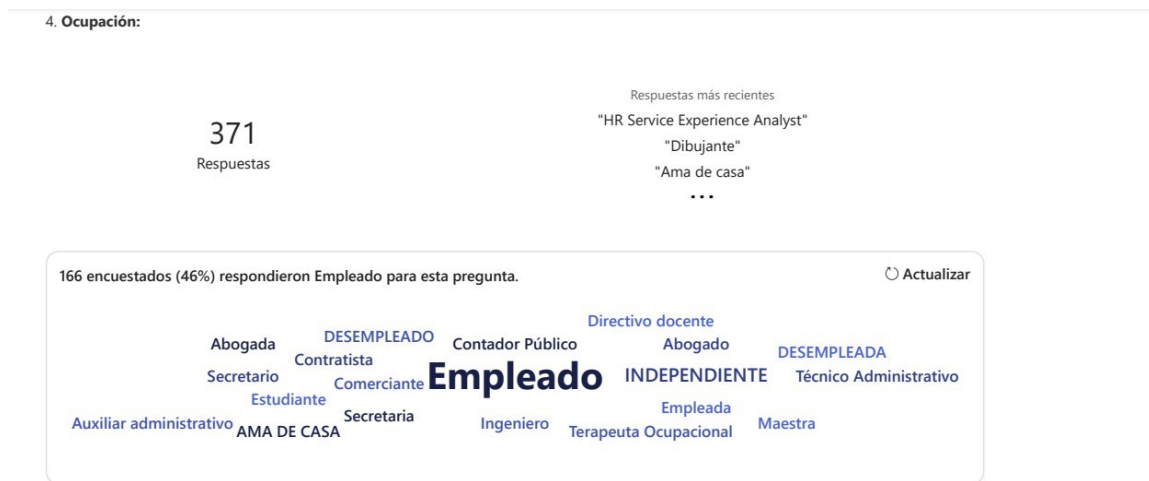 4. Ocupación:
371
Respuestas
Respuestas más recientes
"HR Service Experience Analyst"
"Dibujante"
"Ama de casa"
...
166 encuestados (46%) respondieron Empleado para esta pregunta.
Actualizar
Directivo docente
Abogada
DESEMPLEADO
Contador Público
Abogado
DESEMPLEADA
Contratista
Secretario
Comerciante
Empleado
INDEPENDIENTE
Técnico Administrativo
Estudiante
Empleada
Auxiliar administrativo
AMA DE CASA
Secretaria
Ingeniero
Terapeuta Ocupacional
Maestra